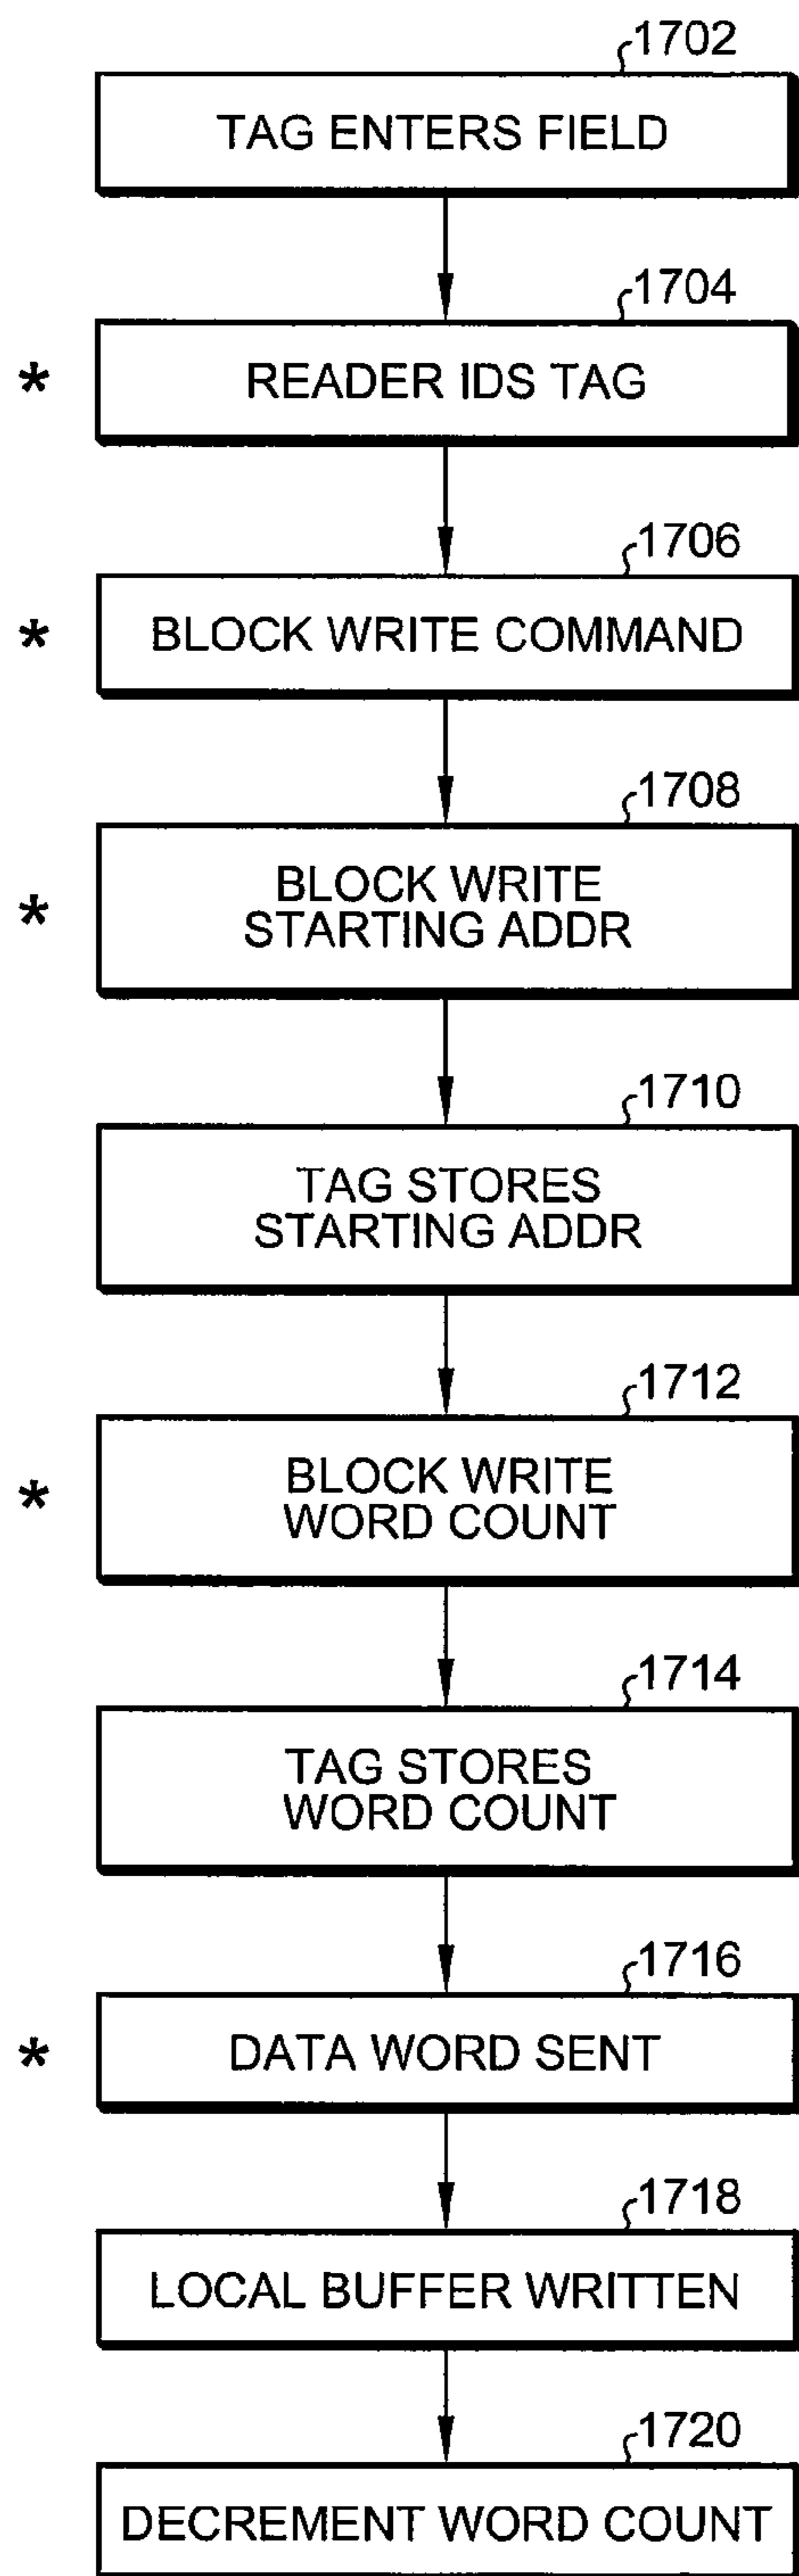 1702
TAG ENTERS FIELD
1704
* READER IDS TAG
1706
* BLOCK WRITE COMMAND
1708
BLOCK WRITE
* STARTING ADDR
1710
TAG STORES
STARTING ADDR
1712
BLOCK WRITE
* WORD COUNT
1714
TAG STORES
WORD COUNT
1716
* DATA WORD SENT
1718
LOCAL BUFFER WRITTEN
1720
DECREMENT WORD COUNT